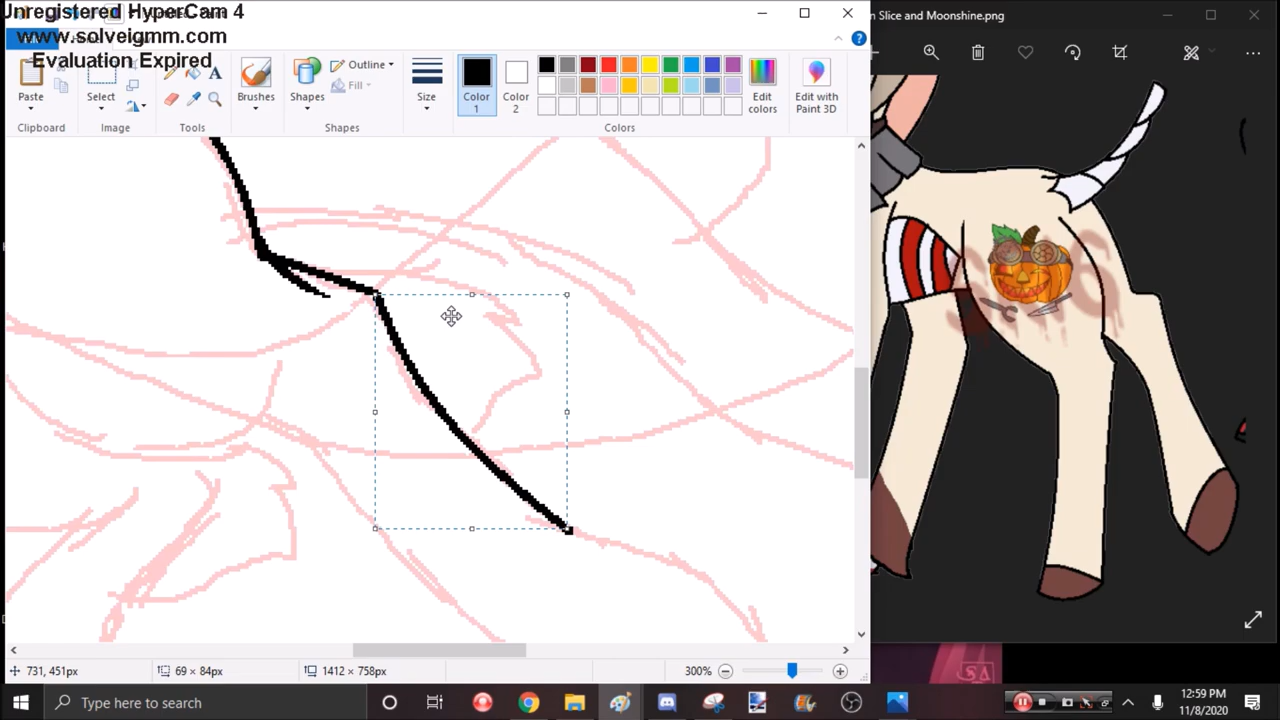 Unregistered HyperCam 4
www.solveigmm.com
Evaluation Expired
n Slice and Moonshine.png
Paste
Select
Brushes
Shapes
Outline
Fill
Size
Color
1
Color
2
Edit
colors
Edit with
Paint 3D
Clipboard
Image
Tools
Shapes
Colors
731, 451px
69 × 84px
1412 × 758px
300%
SA
Type here to search
12:59 PM
11/8/2020